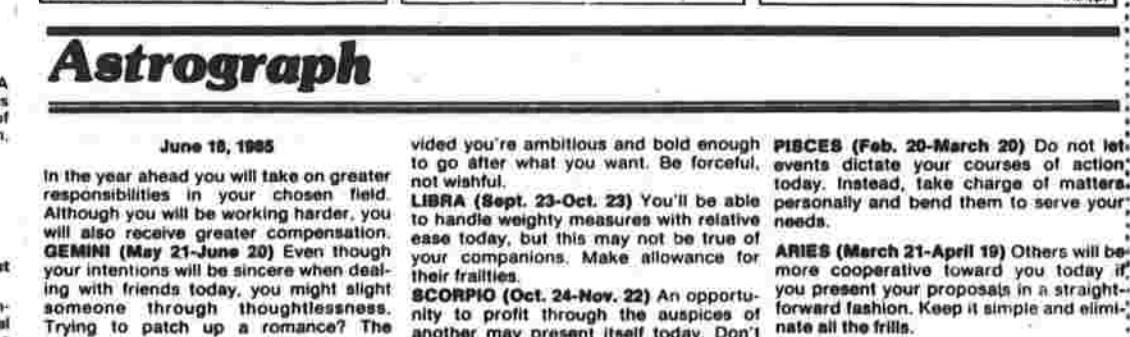 Astrograph
June 18, 1985
In the year ahead you will take on greater
responsibilities in your chosen field.
Although you will be working harder, you
will also receive greater compensation.
GEMINI (May 21-June 20) Even though
your intentions will be sincere when deal-
ing with friends today, you might slight
someone through thoughtlessness.
Trying to patch up a romance? The
vided you're ambitious and bold enough
to go after what you want. Be forceful,
not wishful.
LIBRA (Sept. 23-Oct. 23) You'll be able
to handle weighty measures with relative
ease today, but this may not be true of
your companions. Make allowance for
their frailties.
SCORPIO (Oct. 24-Nov. 22) An opportu-
nity to profit through the auspices of
another may present itself today. Don't
PISCES (Feb. 20-March 20) Do not let
events dictate your courses of action
today. Instead, take charge of matters
personally and bend them to serve your
needs.
ARIES (March 21-April 19) Others will be
more cooperative toward you today if
you present your proposals in a straight-
forward fashion. Keep it simple and elimi-
nate all the frills.